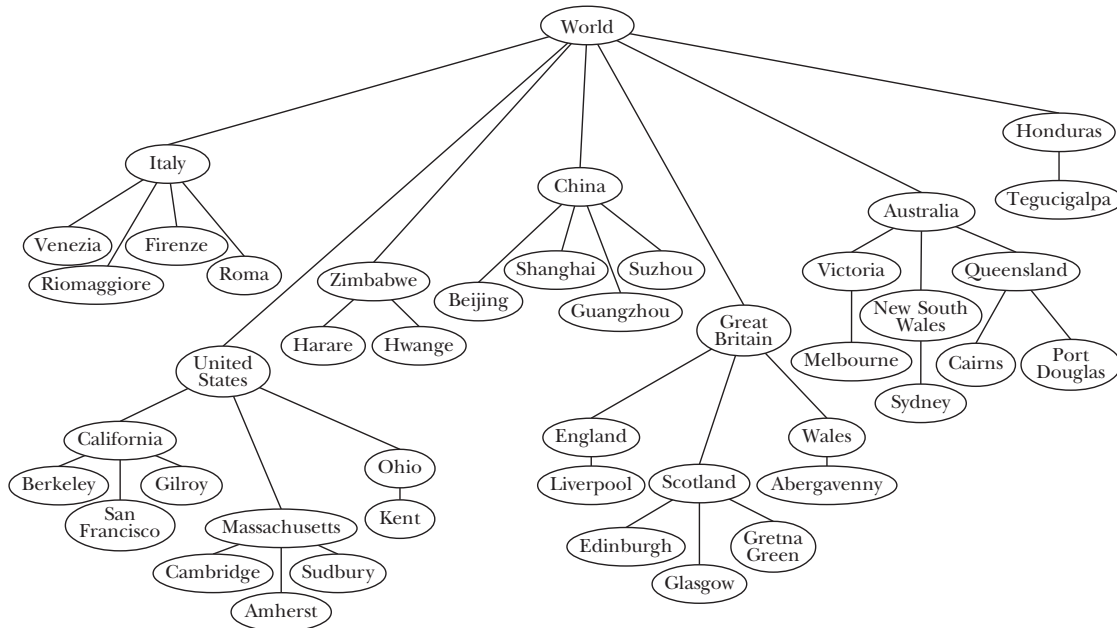 World
Honduras
Italy
China
Tegucigalpa
Australia
Venezia
Firenze
Riomaggiore
Roma
Zimbabwe
Shanghai
Suzhou
Victoria
Queensland
Beijing
Guangzhou
New South
Wales
Harare
Hwange
Great
Britain
Melbourne
Cairns
Port
Douglas
United
States
Sydney
California
England
Wales
Ohio
Berkeley
Gilroy
Liverpool
Scotland
Abergavenny
San
Francisco
Kent
Massachusetts
Edinburgh
Gretna
Green
Cambridge
Sudbury
Glasgow
Amherst